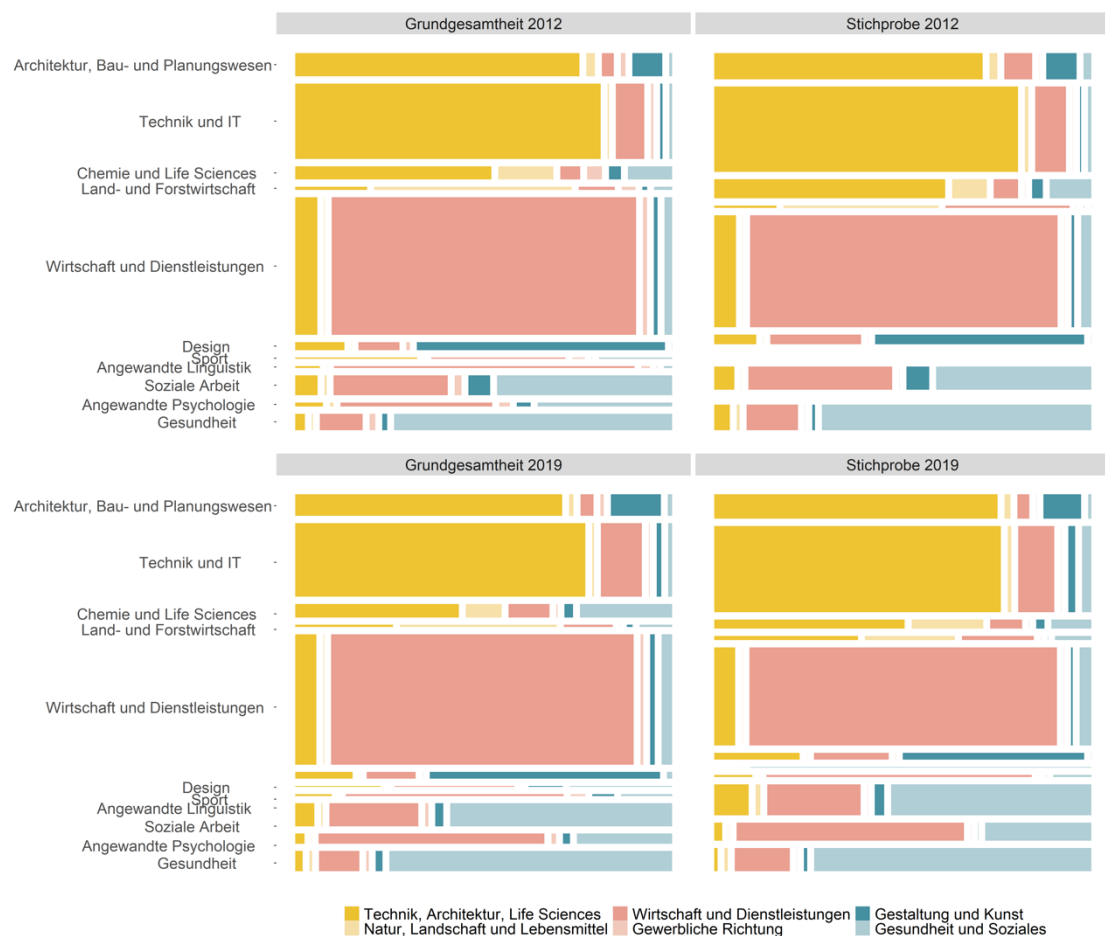 Grundgesamtheit 2012
Stichprobe 2012
Architektur, Bau- und Planungswesen
Technik und IT
Chemie und Life Sciences
Land- und Forstwirtschaft
Wirtschaft und Dienstleistungen
Design
Sport
Angewandte Linguistik
Soziale Arbeit
Angewandte Psychologie
Gesundheit
Grundgesamtheit 2019
Stichprobe 2019
Architektur, Bau- und Planungswesen
Technik und IT
Chemie und Life Sciences
Land- und Forstwirtschaft
Wirtschaft und Dienstleistungen
Design
Sport
Angewandte Linguistik
Soziale Arbeit
Angewandte Psychologie
Gesundheit
Technik, Architektur, Life Sciences
Wirtschaft und Dienstleistungen
Gestaltung und Kunst
Natur, Landschaft und Lebensmittel
Gewerbliche Richtung
Gesundheit und Soziales